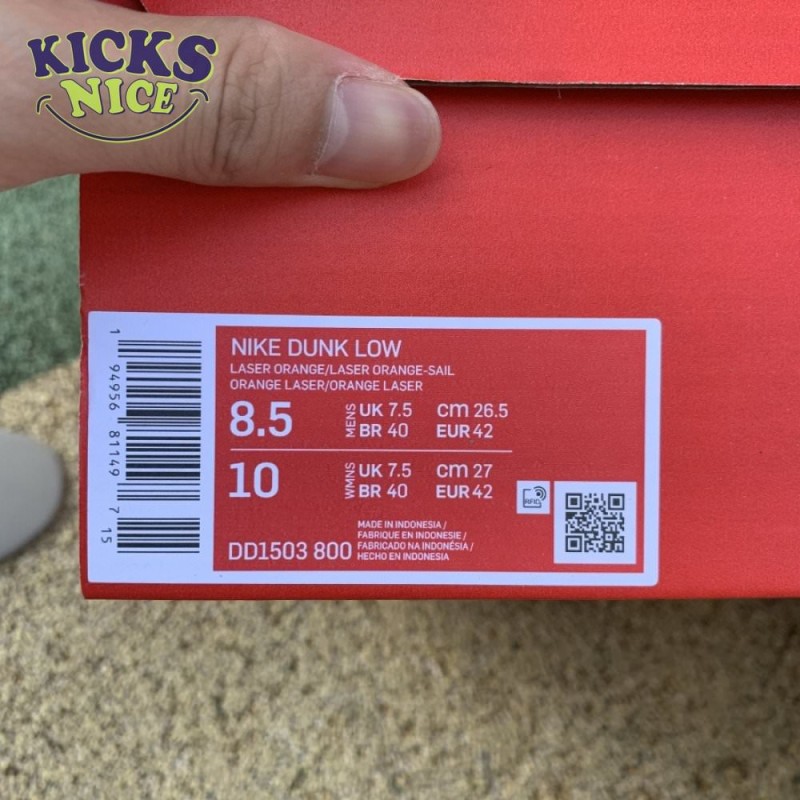 KICKS
NICE
NIKE DUNK LOW
LASER ORANGE/LASER ORANGE-SAIL
ORANGE LASER/ORANGE LASER
8.5 MENS UK 7.5 cm 26.5
BR 40 EUR 42
10 WMNS UK 7.5 cm 27
BR 40 EUR 42
RFID
DD1503 800
MADE IN INDONESIA /
FABRIQUE EN INDONESIE /
FABRICADO NA INDONÉSIA /
HECHO EN INDONESIA
1 94956 81149 7 15